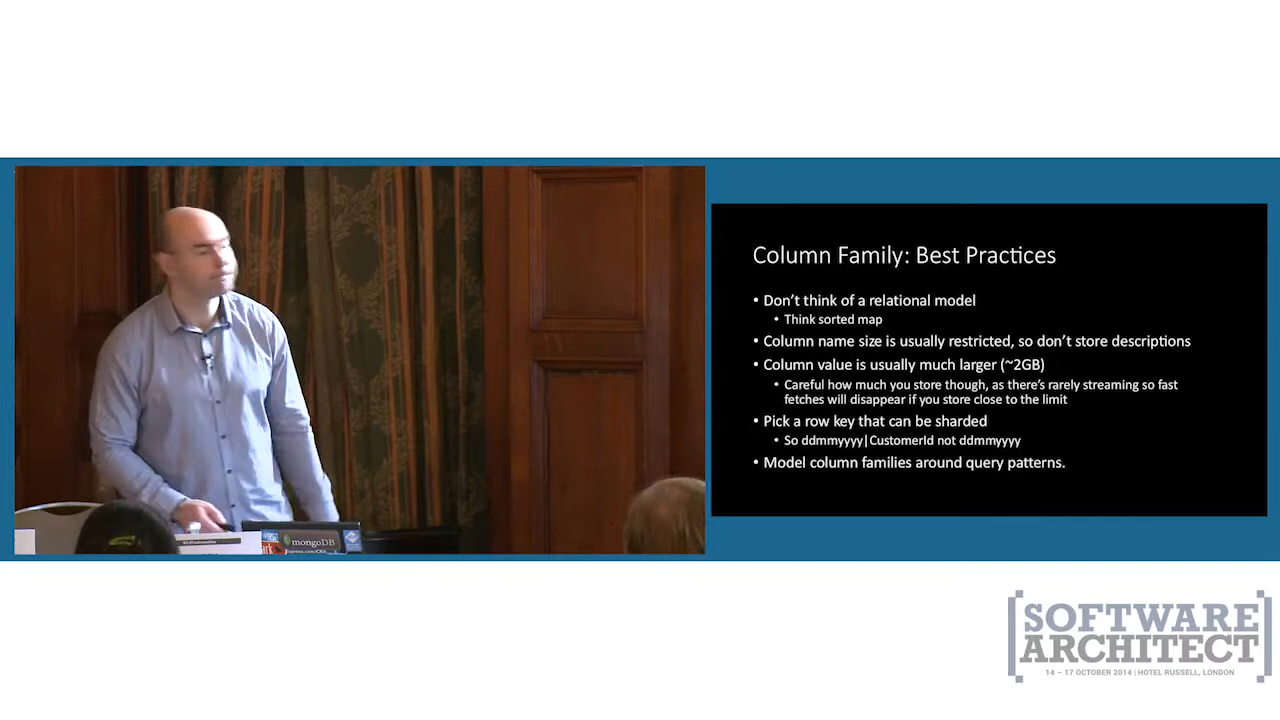 Column Family: Best Practices
• Don't think of a relational model
• Think sorted map
• Column name size is usually restricted, so don't store descriptions
• Column value is usually much larger (~2GB)
• Careful how much you store though, as there's rarely streaming so fast
fetches will disappear if you store close to the limit
• Pick a row key that can be sharded
• So ddmmyyyy|CustomerId not ddmmyyyy
• Model column families around query patterns.
mongoDB
[SOFTWARE
ARCHITECT]
14 – 17 OCTOBER 2014 | HOTEL RUSSELL, LONDON